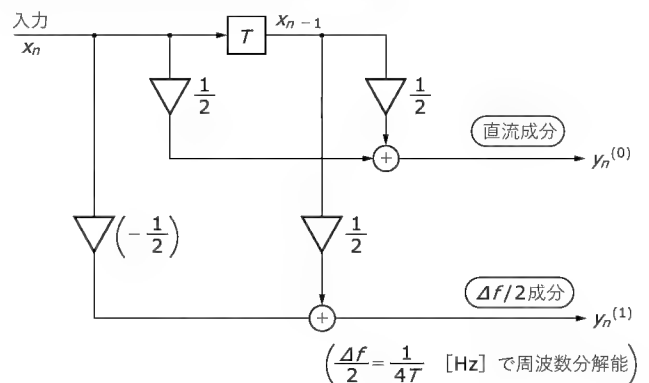 入力
xₙ
T
xₙ₋₁
1/2
1/2
+
直流成分
yₙ⁽⁰⁾
(-1/2)
1/2
+
Δf/2成分
yₙ⁽¹⁾
(Δf/2 = 1/4T [Hz] で周波数分解能)